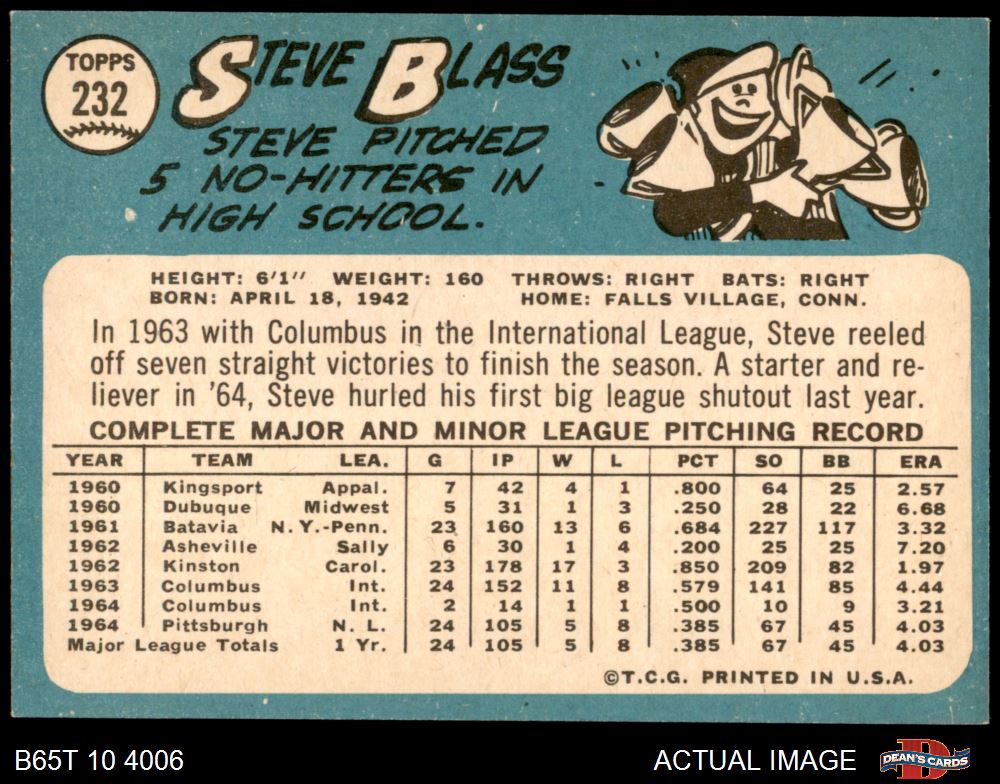 TOPPS
232
STEVE BLASS
STEVE PITCHED
5 NO-HITTERS IN
HIGH SCHOOL.
HEIGHT: 6'1" WEIGHT: 160 THROWS: RIGHT BATS: RIGHT
BORN: APRIL 18, 1942 HOME: FALLS VILLAGE, CONN.
In 1963 with Columbus in the International League, Steve reeled
off seven straight victories to finish the season. A starter and re-
liever in '64, Steve hurled his first big league shutout last year.
COMPLETE MAJOR AND MINOR LEAGUE PITCHING RECORD
YEAR TEAM LEA. G IP W L PCT SO BB ERA
1960 Kingsport Appal. 7 42 4 1 .800 64 25 2.57
1960 Dubuque Midwest 5 31 1 3 .250 28 22 6.68
1961 Batavia N.Y.-Penn. 23 160 13 6 .684 227 117 3.32
1962 Asheville Sally 6 30 1 4 .200 25 25 7.20
1962 Kinston Carol. 23 178 17 3 .850 209 82 1.97
1963 Columbus Int. 24 152 11 8 .579 141 85 4.44
1964 Columbus Int. 2 14 1 1 .500 10 9 3.21
1964 Pittsburgh N. L. 24 105 5 8 .385 67 45 4.03
Major League Totals 1 Yr. 24 105 5 8 .385 67 45 4.03
©T.C.G. PRINTED IN U.S.A.
B65T 10 4006 ACTUAL IMAGE DEAN'S CARDS